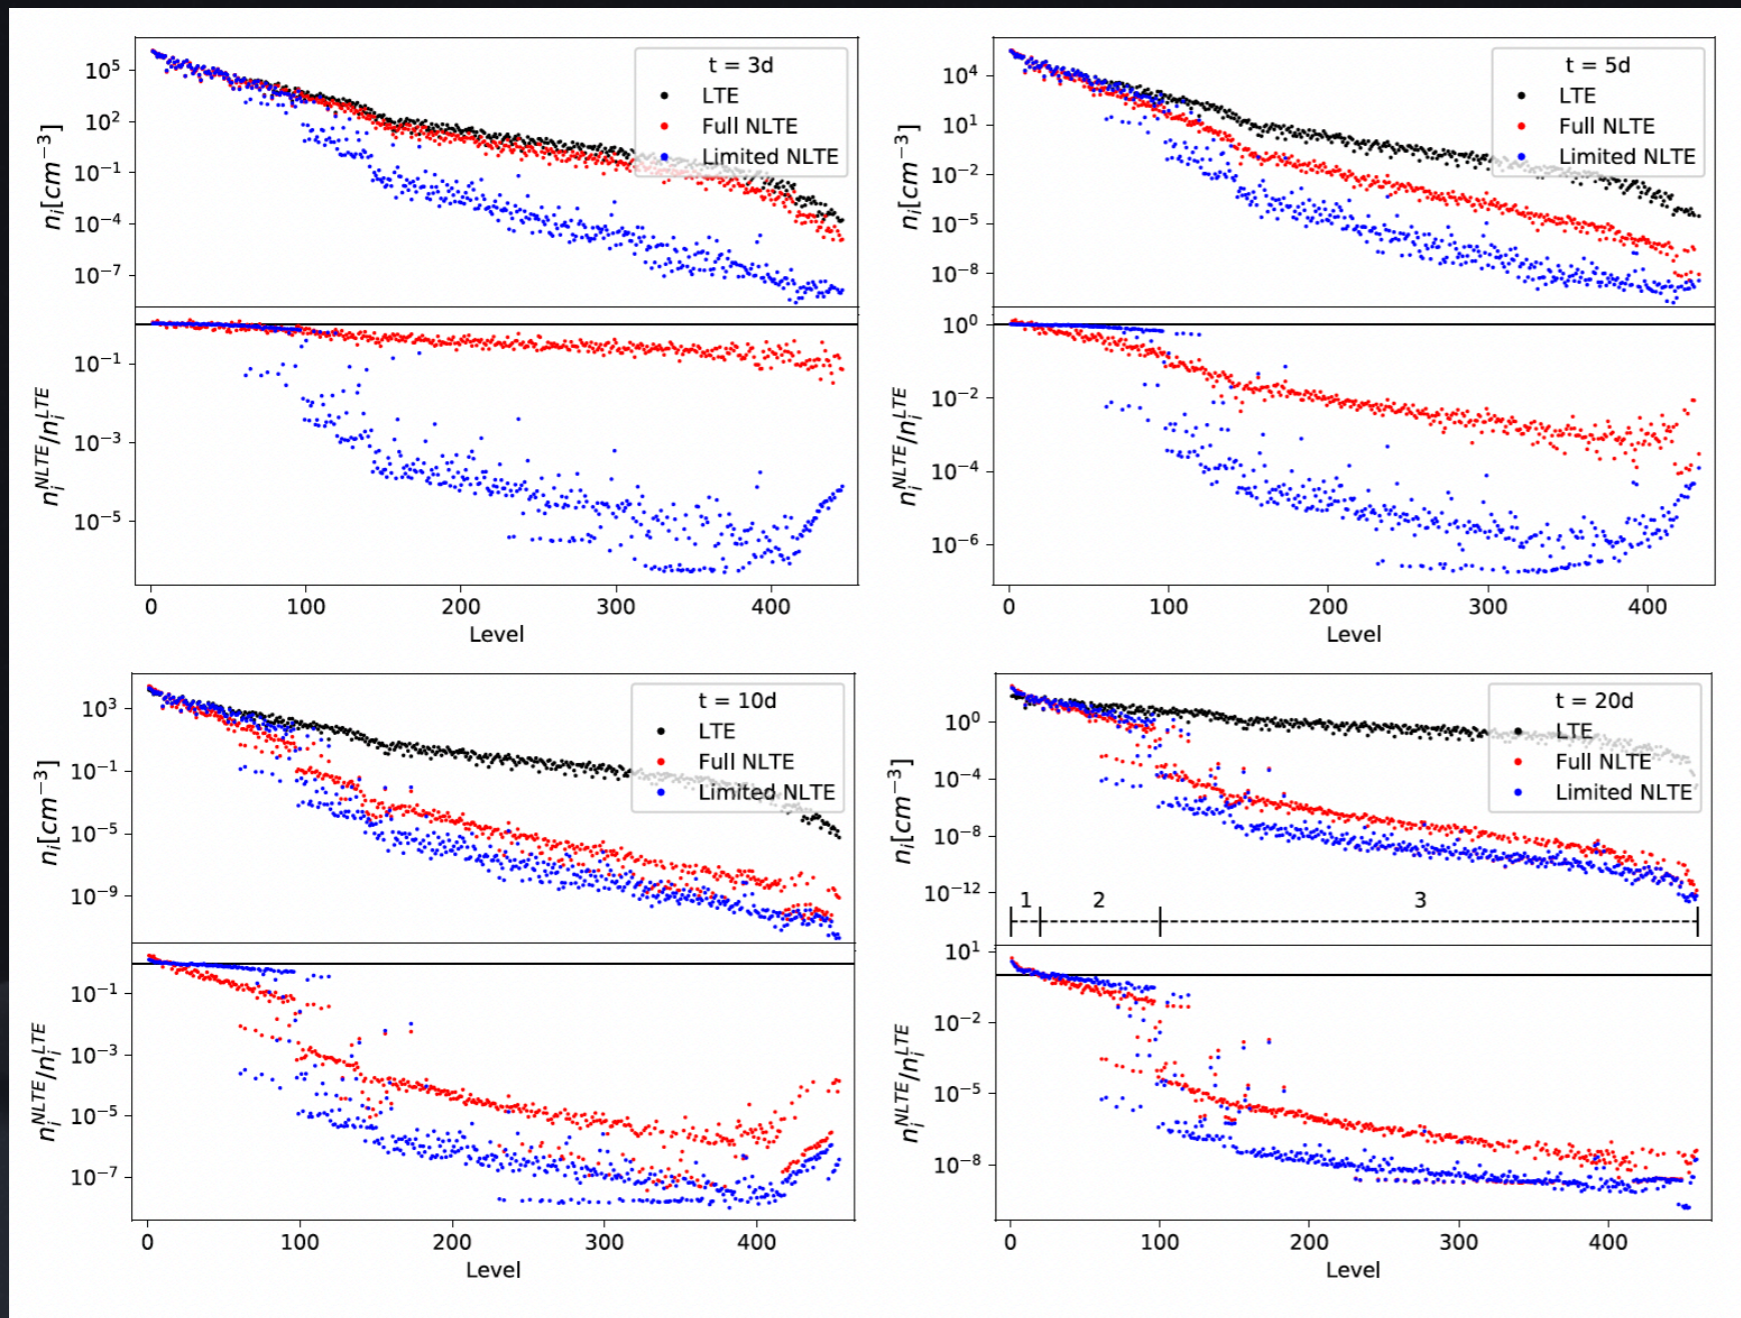 t = 3d
LTE
Full NLTE
Limited NLTE
n_i[cm^{-3}]
10^5
10^2
10^{-1}
10^{-4}
10^{-7}
n_i^{NLTE}/n_i^{LTE}
10^{-1}
10^{-3}
10^{-5}
0 100 200 300 400
Level
t = 5d
LTE
Full NLTE
Limited NLTE
n_i[cm^{-3}]
10^4
10^1
10^{-2}
10^{-5}
10^{-8}
n_i^{NLTE}/n_i^{LTE}
10^0
10^{-2}
10^{-4}
10^{-6}
0 100 200 300 400
Level
t = 10d
LTE
Full NLTE
Limited NLTE
n_i[cm^{-3}]
10^3
10^{-1}
10^{-5}
10^{-9}
n_i^{NLTE}/n_i^{LTE}
10^{-1}
10^{-3}
10^{-5}
10^{-7}
0 100 200 300 400
Level
t = 20d
LTE
Full NLTE
Limited NLTE
n_i[cm^{-3}]
10^0
10^{-4}
10^{-8}
10^{-12}
1 2 3
n_i^{NLTE}/n_i^{LTE}
10^1
10^{-2}
10^{-5}
10^{-8}
0 100 200 300 400
Level